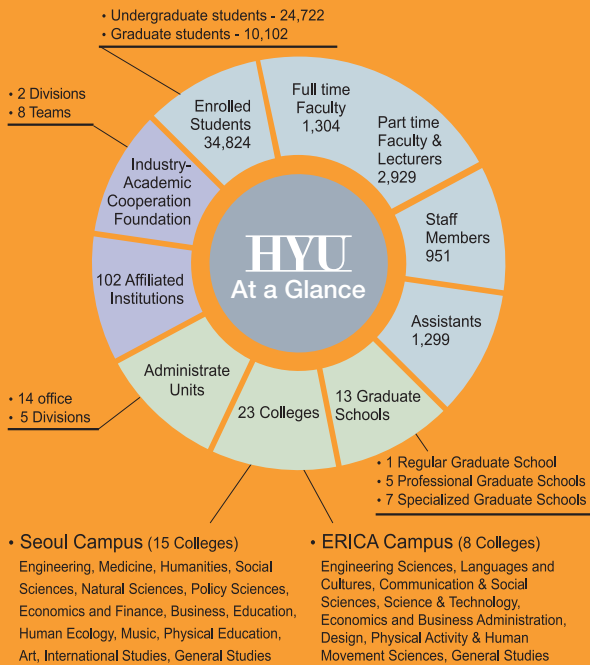 • Undergraduate students - 24,722
• Graduate students - 10,102
• 2 Divisions
• 8 Teams
Enrolled
Students
34,824
Full time
Faculty
1,304
Part time
Faculty &
Lecturers
2,929
Industry-
Academic
Cooperation
Foundation
Staff
Members
951
HYU
At a Glance
102 Affiliated
Institutions
Assistants
1,299
Administrate
Units
23 Colleges
13 Graduate
Schools
• 14 office
• 5 Divisions
• 1 Regular Graduate School
• 5 Professional Graduate Schools
• 7 Specialized Graduate Schools
• Seoul Campus (15 Colleges)
Engineering, Medicine, Humanities, Social
Sciences, Natural Sciences, Policy Sciences,
Economics and Finance, Business, Education,
Human Ecology, Music, Physical Education,
Art, International Studies, General Studies
• ERICA Campus (8 Colleges)
Engineering Sciences, Languages and
Cultures, Communication & Social
Sciences, Science & Technology,
Economics and Business Administration,
Design, Physical Activity & Human
Movement Sciences, General Studies